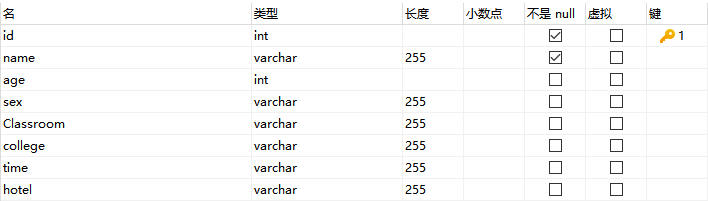 名 类型 长度 小数点 不是 null 虚拟 键
id int 1
name varchar 255
age int
sex varchar 255
Classroom varchar 255
college varchar 255
time varchar 255
hotel varchar 255